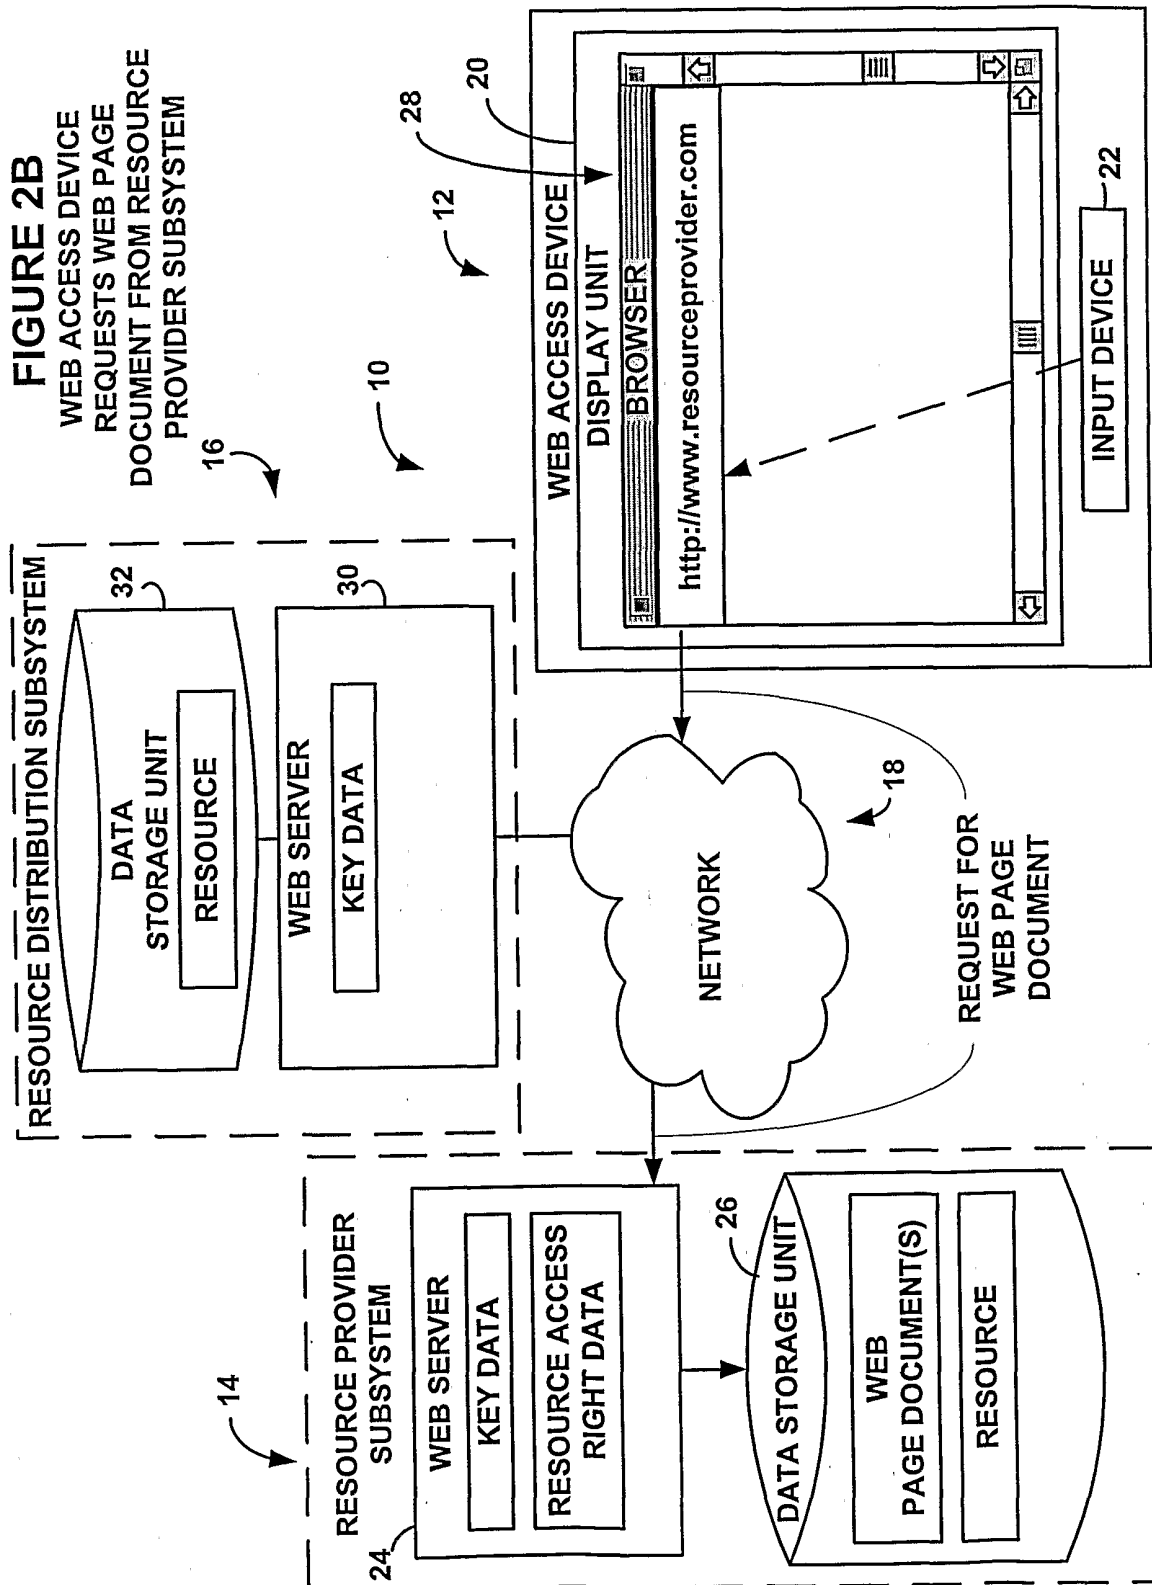 FIGURE 2B
WEB ACCESS DEVICE
REQUESTS WEB PAGE
DOCUMENT FROM RESOURCE
PROVIDER SUBSYSTEM
14
RESOURCE PROVIDER
SUBSYSTEM
24
WEB SERVER
KEY DATA
RESOURCE ACCESS
RIGHT DATA
26
DATA STORAGE UNIT
WEB
PAGE DOCUMENT(S)
RESOURCE
RESOURCE DISTRIBUTION SUBSYSTEM
16
32
DATA
STORAGE UNIT
RESOURCE
30
WEB SERVER
KEY DATA
10
NETWORK
18
REQUEST FOR
WEB PAGE
DOCUMENT
12
28
20
WEB ACCESS DEVICE
DISPLAY UNIT
BROWSER
http://www.resourceprovider.com
INPUT DEVICE
22